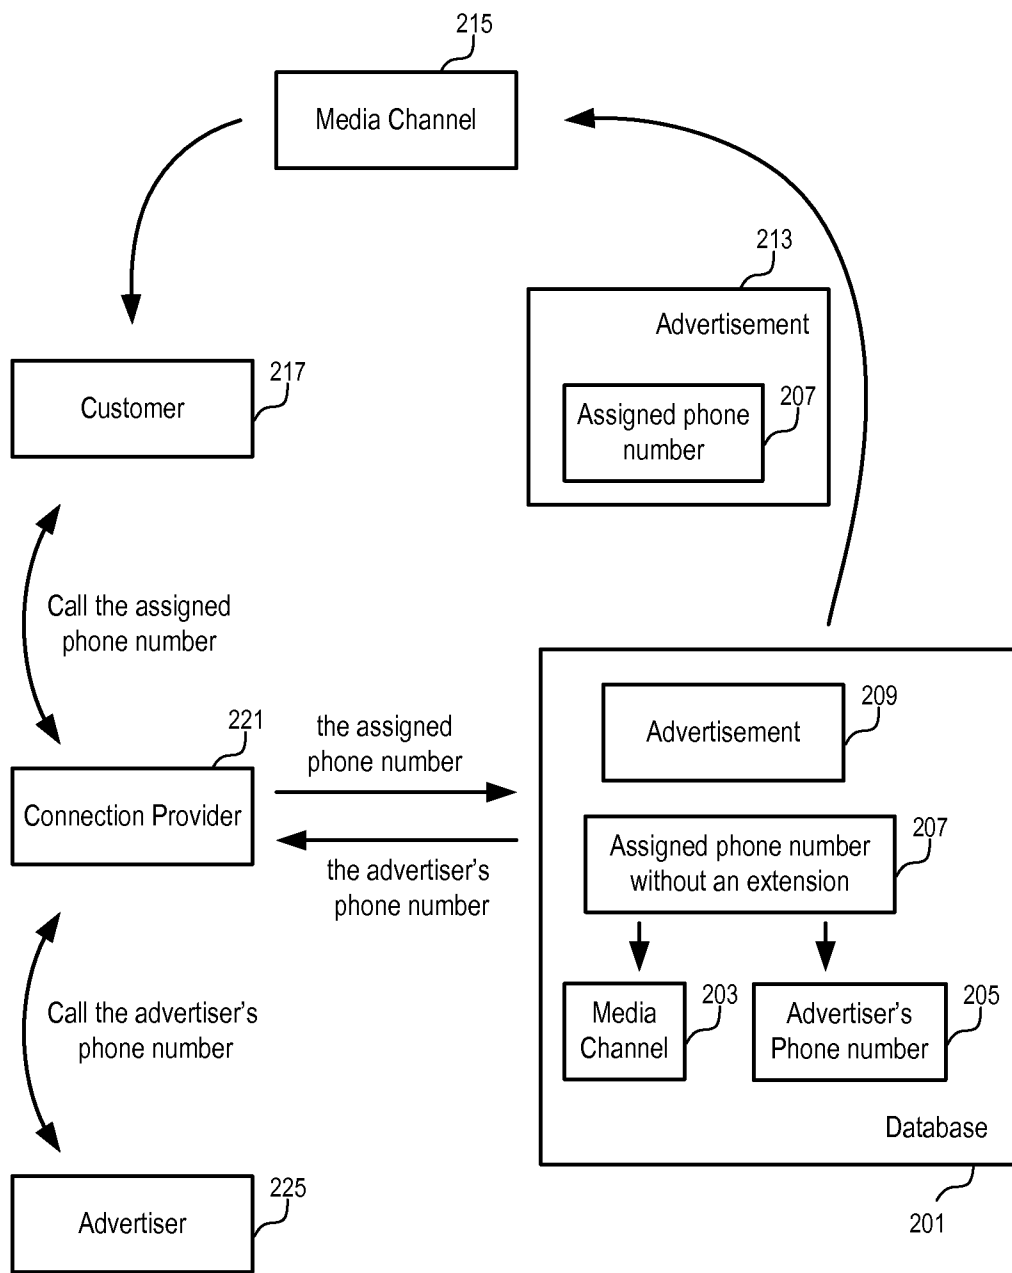 215
Media Channel
213
Advertisement
207
Assigned phone
number
217
Customer
Call the assigned
phone number
221
Connection Provider
the assigned
phone number
the advertiser's
phone number
209
Advertisement
207
Assigned phone number
without an extension
203
Media
Channel
205
Advertiser's
Phone number
Database
201
Call the advertiser's
phone number
225
Advertiser